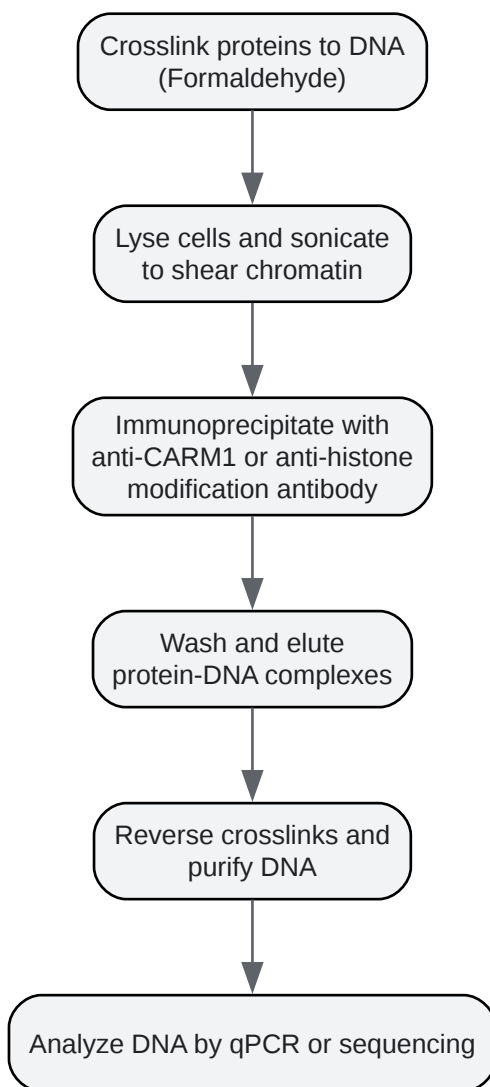 Crosslink proteins to DNA
(Formaldehyde)
Lyse cells and sonicate
to shear chromatin
Immunoprecipitate with
anti-CARM1 or anti-histone
modification antibody
Wash and elute
protein-DNA complexes
Reverse crosslinks and
purify DNA
Analyze DNA by qPCR or sequencing